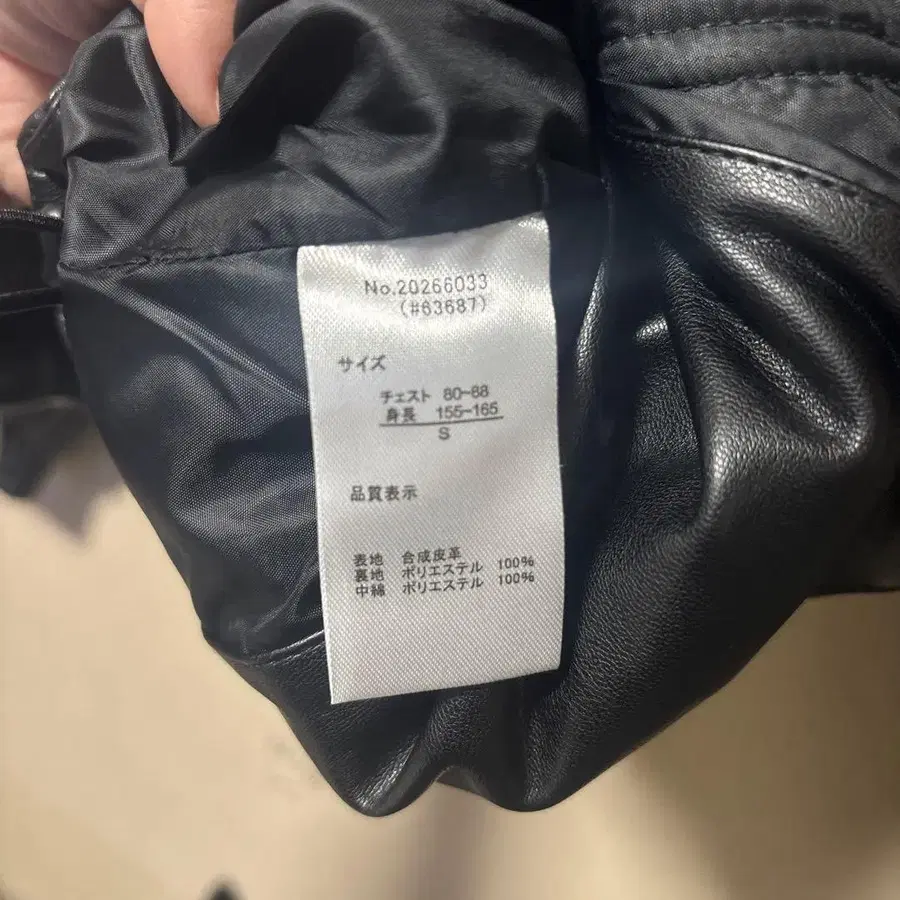 No.20266033
(#63687)
サイズ
チェスト 80-88
身長 155-165
S
品質表示
表地 合成皮革
裏地 ポリエステル 100%
中綿 ポリエステル 100%